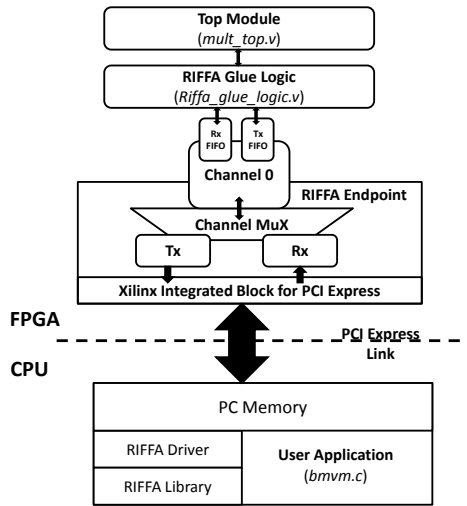 Top Module
(mult_top.v)
RIFFA Glue Logic
(Riffa_glue_logic.v)
Rx
FIFO
Tx
FIFO
Channel 0
RIFFA Endpoint
Channel MuX
Tx
Rx
Xilinx Integrated Block for PCI Express
FPGA
PCI Express
Link
CPU
PC Memory
RIFFA Driver
RIFFA Library
User Application
(bmvm.c)